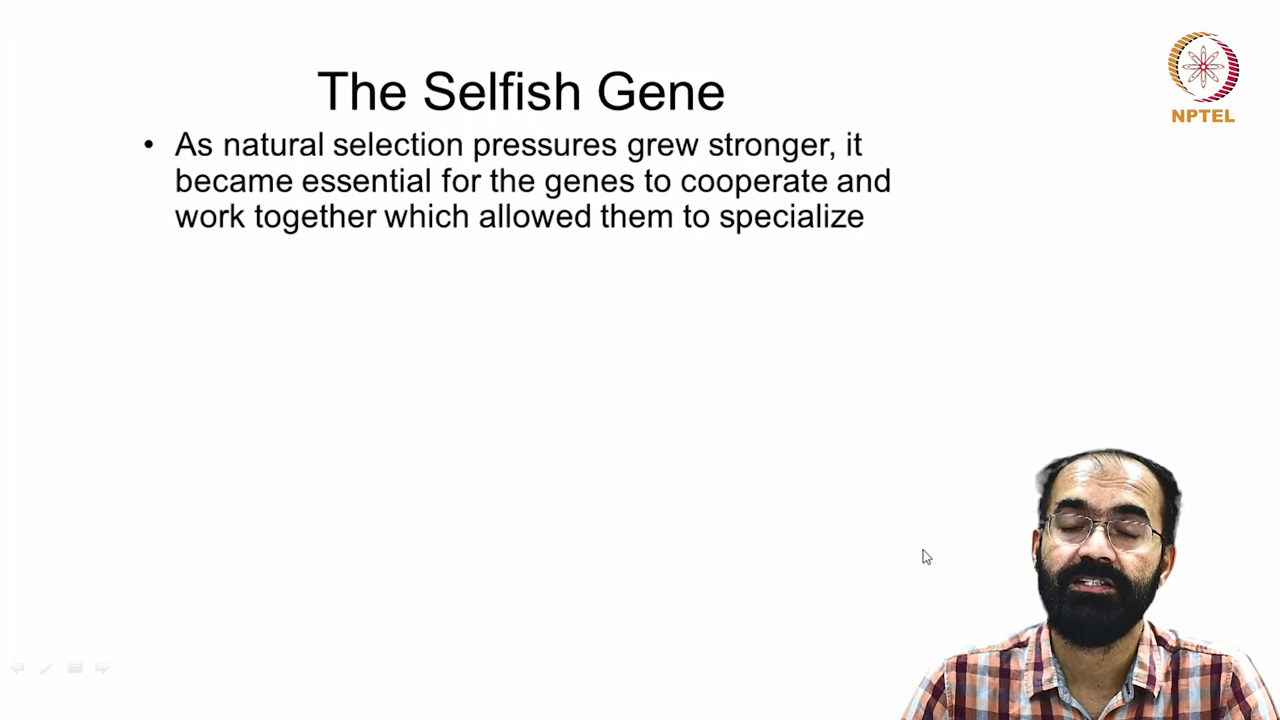 The Selfish Gene
NPTEL
• As natural selection pressures grew stronger, it
became essential for the genes to cooperate and
work together which allowed them to specialize